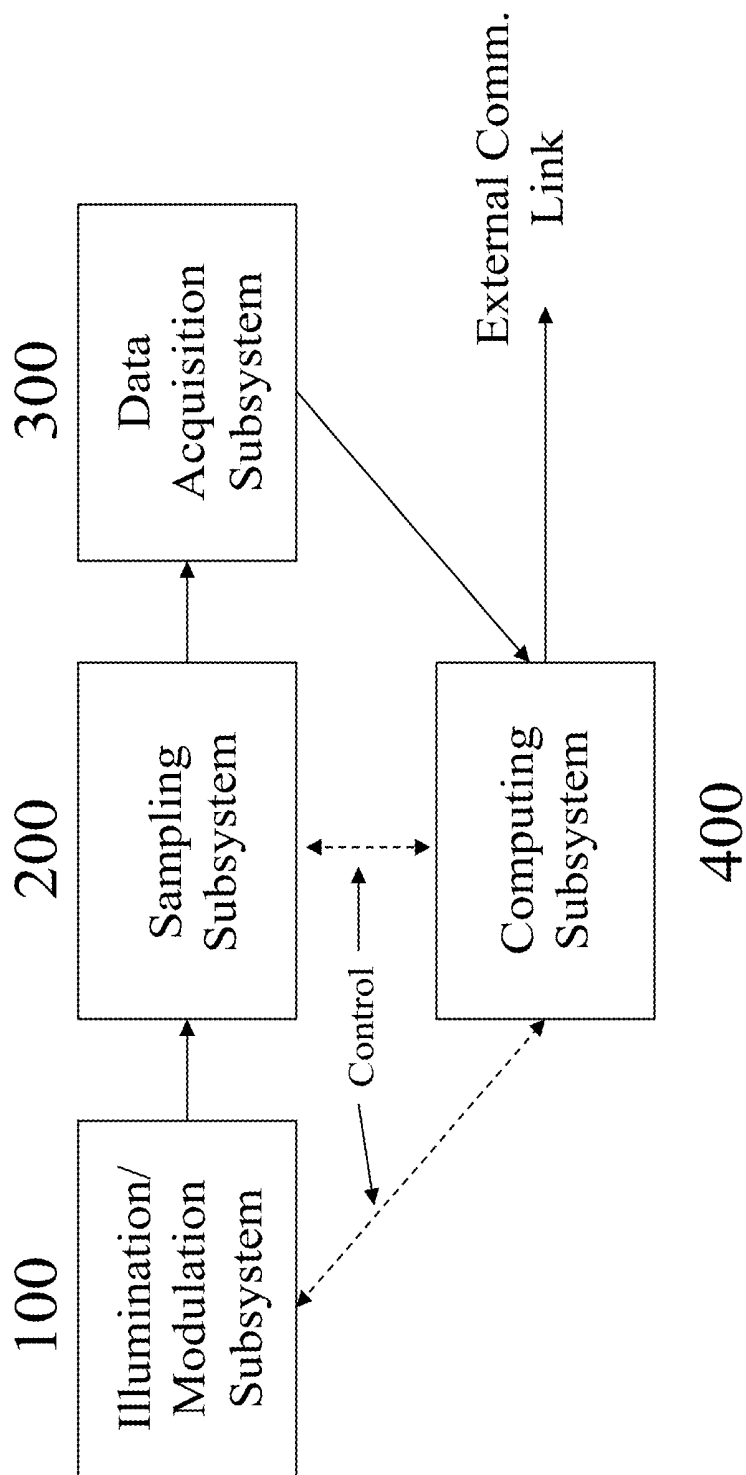 100
Illumination/
Modulation
Subsystem
200
Sampling
Subsystem
300
Data
Acquisition
Subsystem
Control
Computing
Subsystem
400
External Comm.
Link